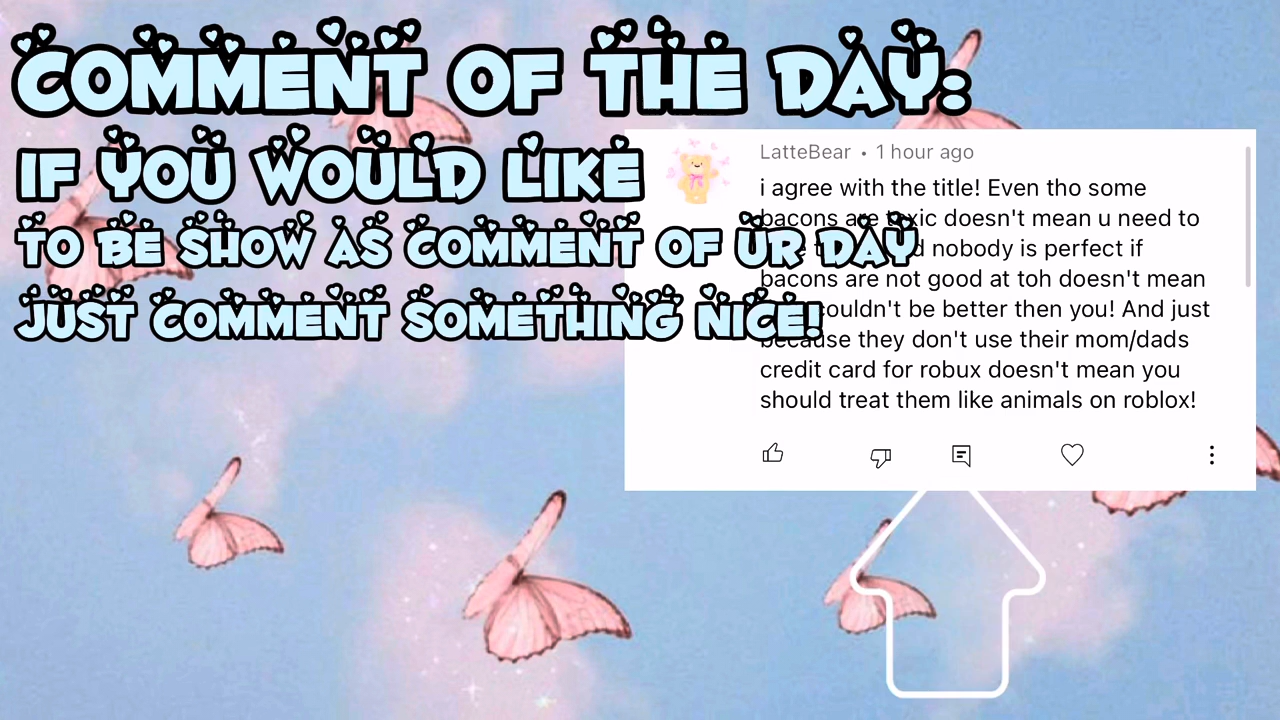 COMMENT OF THE DAY:
IF YOU WOULD LIKE
TO BE SHOW AS COMMENT OF UR DAY
JUST COMMENT SOMETHING NICE!
LatteBear • 1 hour ago
i agree with the title! Even tho some
bacons are toxic doesn't mean u need to
nobody is perfect if
bacons are not good at toh doesn't mean
couldn't be better then you! And just
because they don't use their mom/dads
credit card for robux doesn't mean you
should treat them like animals on roblox!